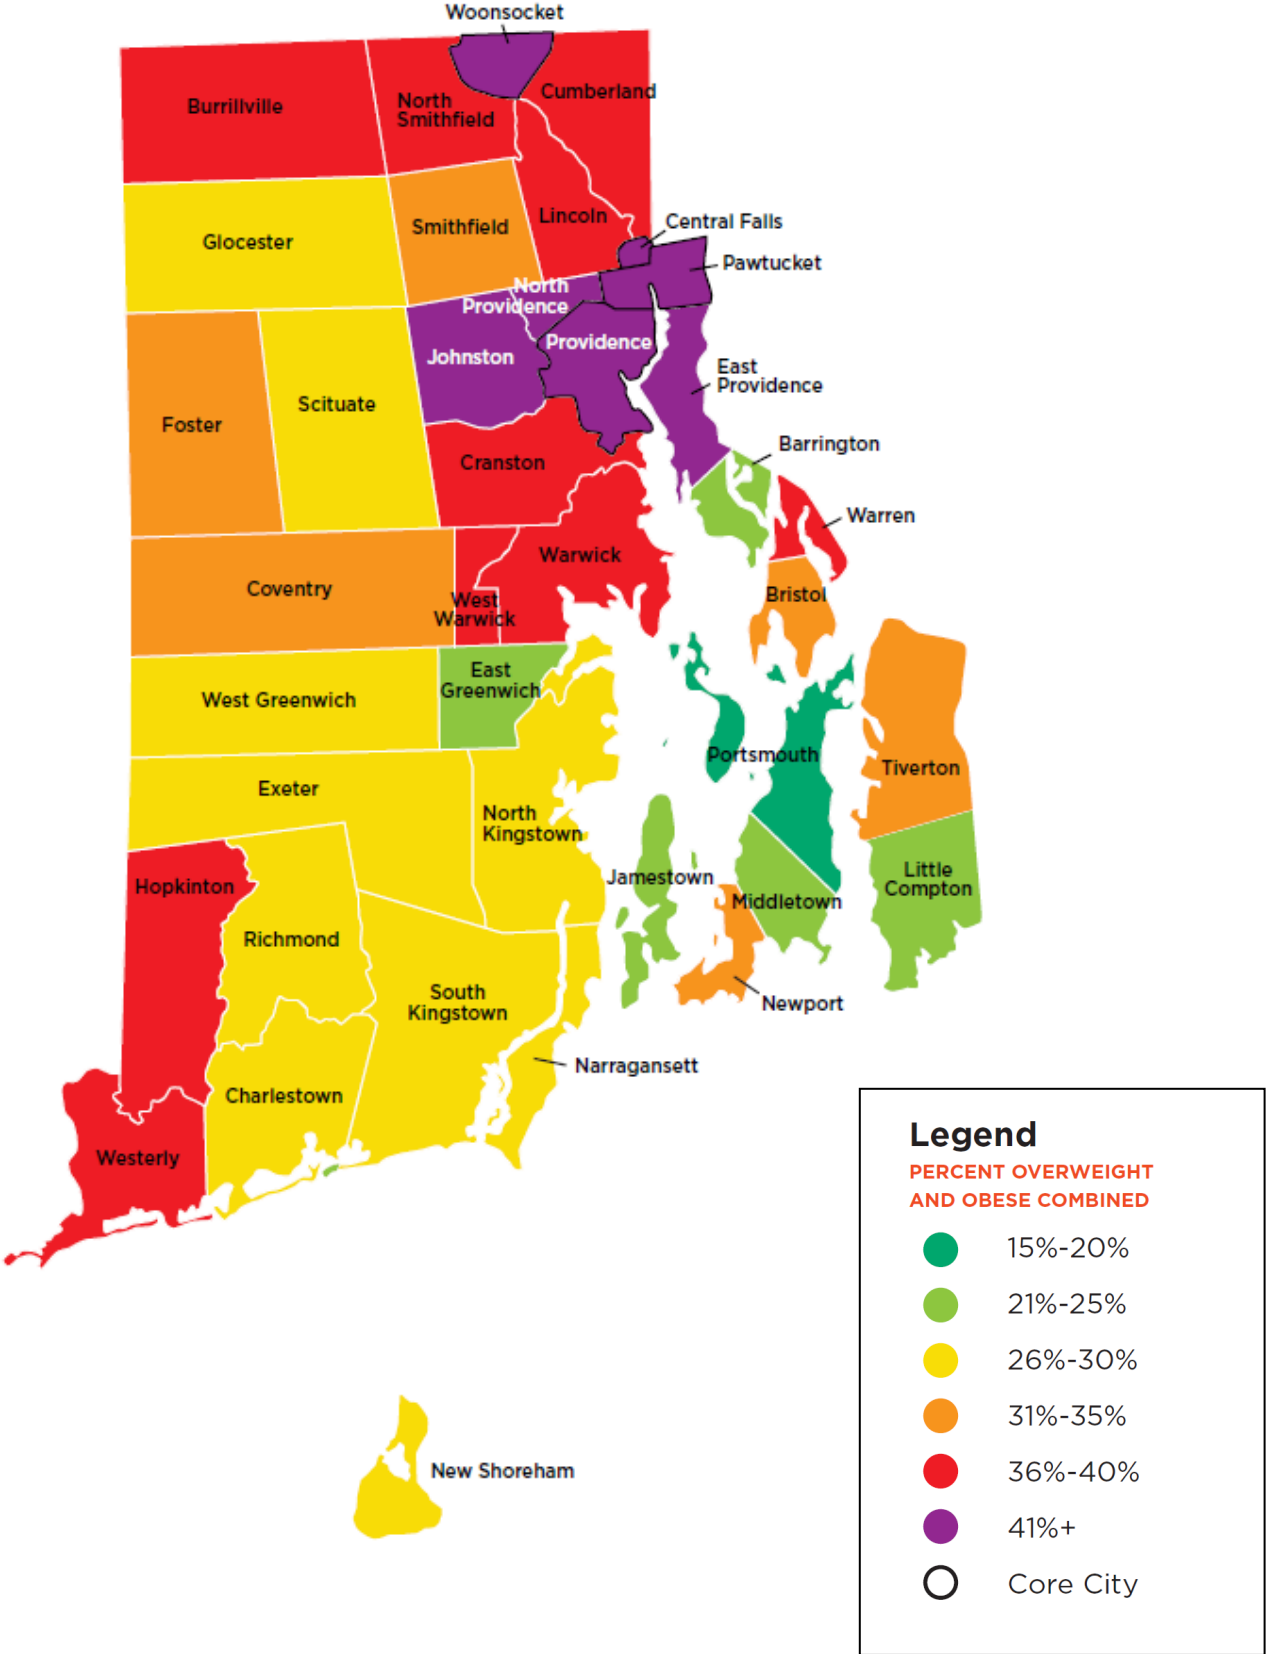 Woonsocket
Burrillville
North
Smithfield
Cumberland
Glocester
Smithfield
Lincoln
Central Falls
Pawtucket
North
Providence
Providence
Johnston
East
Providence
Foster
Scituate
Cranston
Barrington
Warren
Warwick
Coventry
West
Warwick
Bristol
West Greenwich
East
Greenwich
Portsmouth
Tiverton
Exeter
North
Kingstown
Hopkinton
Jamestown
Middletown
Little
Compton
Richmond
South
Kingstown
Newport
Narragansett
Charlestown
Westerly
New Shoreham
Legend
PERCENT OVERWEIGHT
AND OBESE COMBINED
15%-20%
21%-25%
26%-30%
31%-35%
36%-40%
41%+
Core City